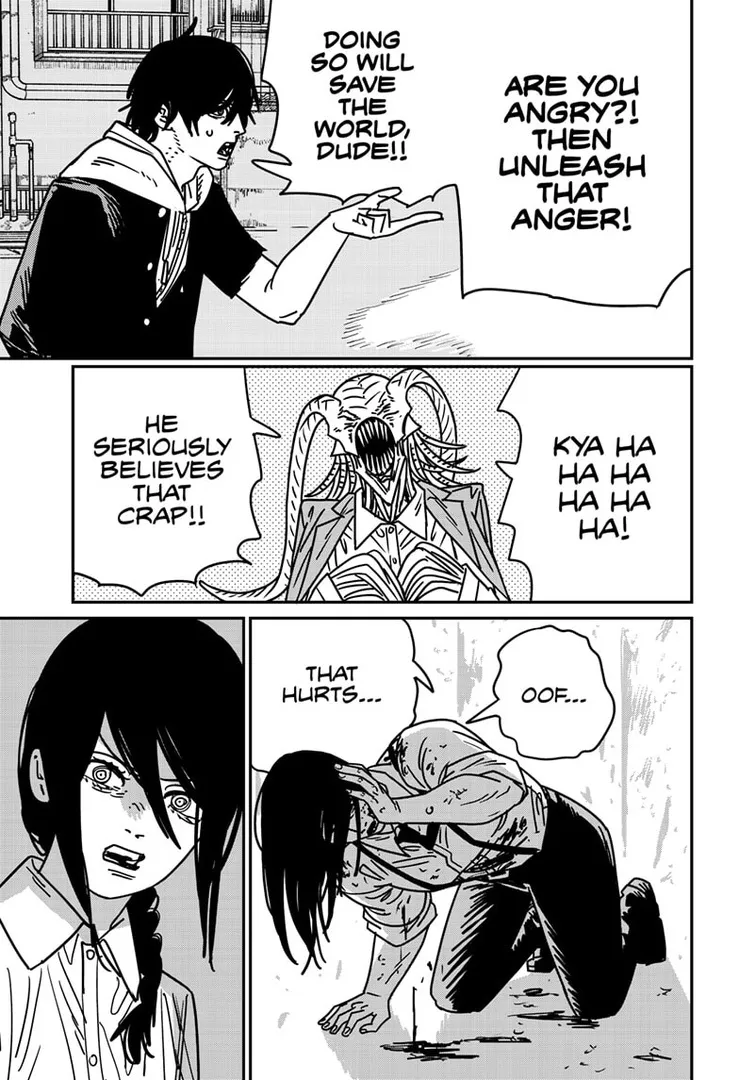 ARE YOU
ANGRY?!
THEN
UNLEASH
THAT
ANGER!
DOING
SO WILL
SAVE
THE
WORLD,
DUDE!!
KYA HA
HA HA
HA HA
HA!
HE
SERIOUSLY
BELIEVES
THAT
CRAP!!
OOF...
THAT
HURTS...